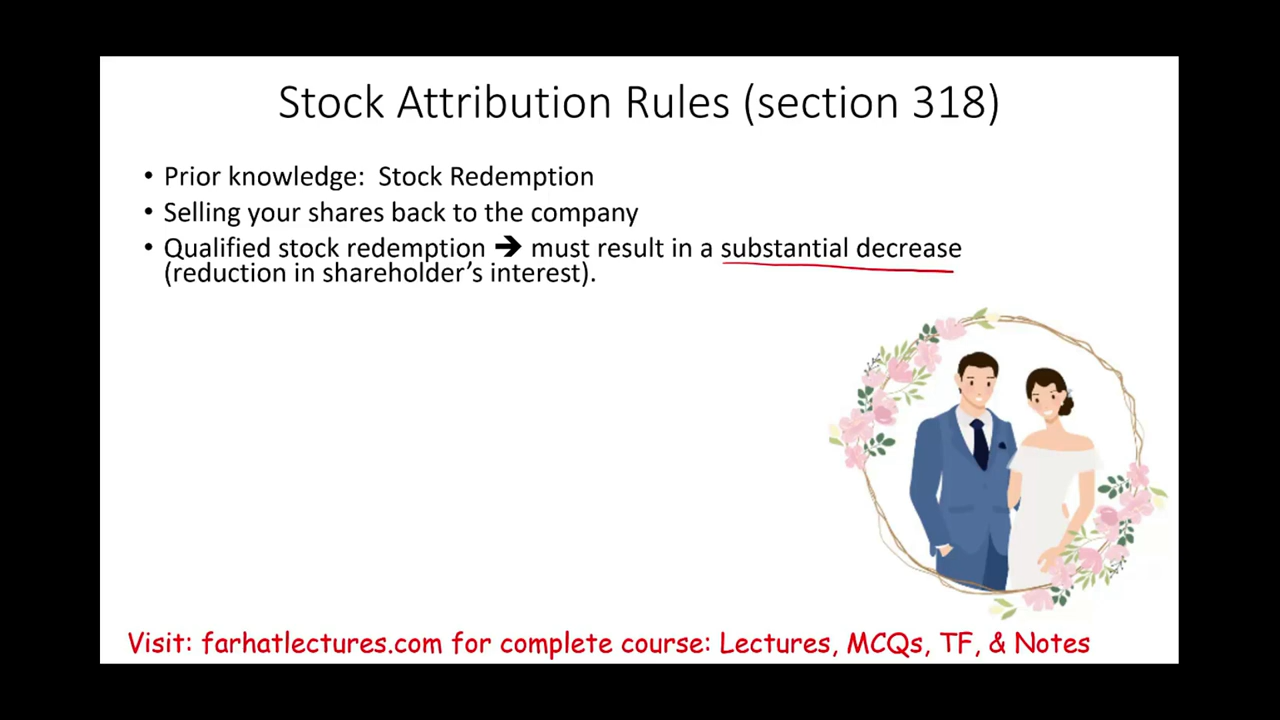 Stock Attribution Rules (section 318)
• Prior knowledge:  Stock Redemption
• Selling your shares back to the company
• Qualified stock redemption 🡺 must result in a substantial decrease
(reduction in shareholder’s interest).
Visit: farhatlectures.com for complete course: Lectures, MCQs, TF, & Notes